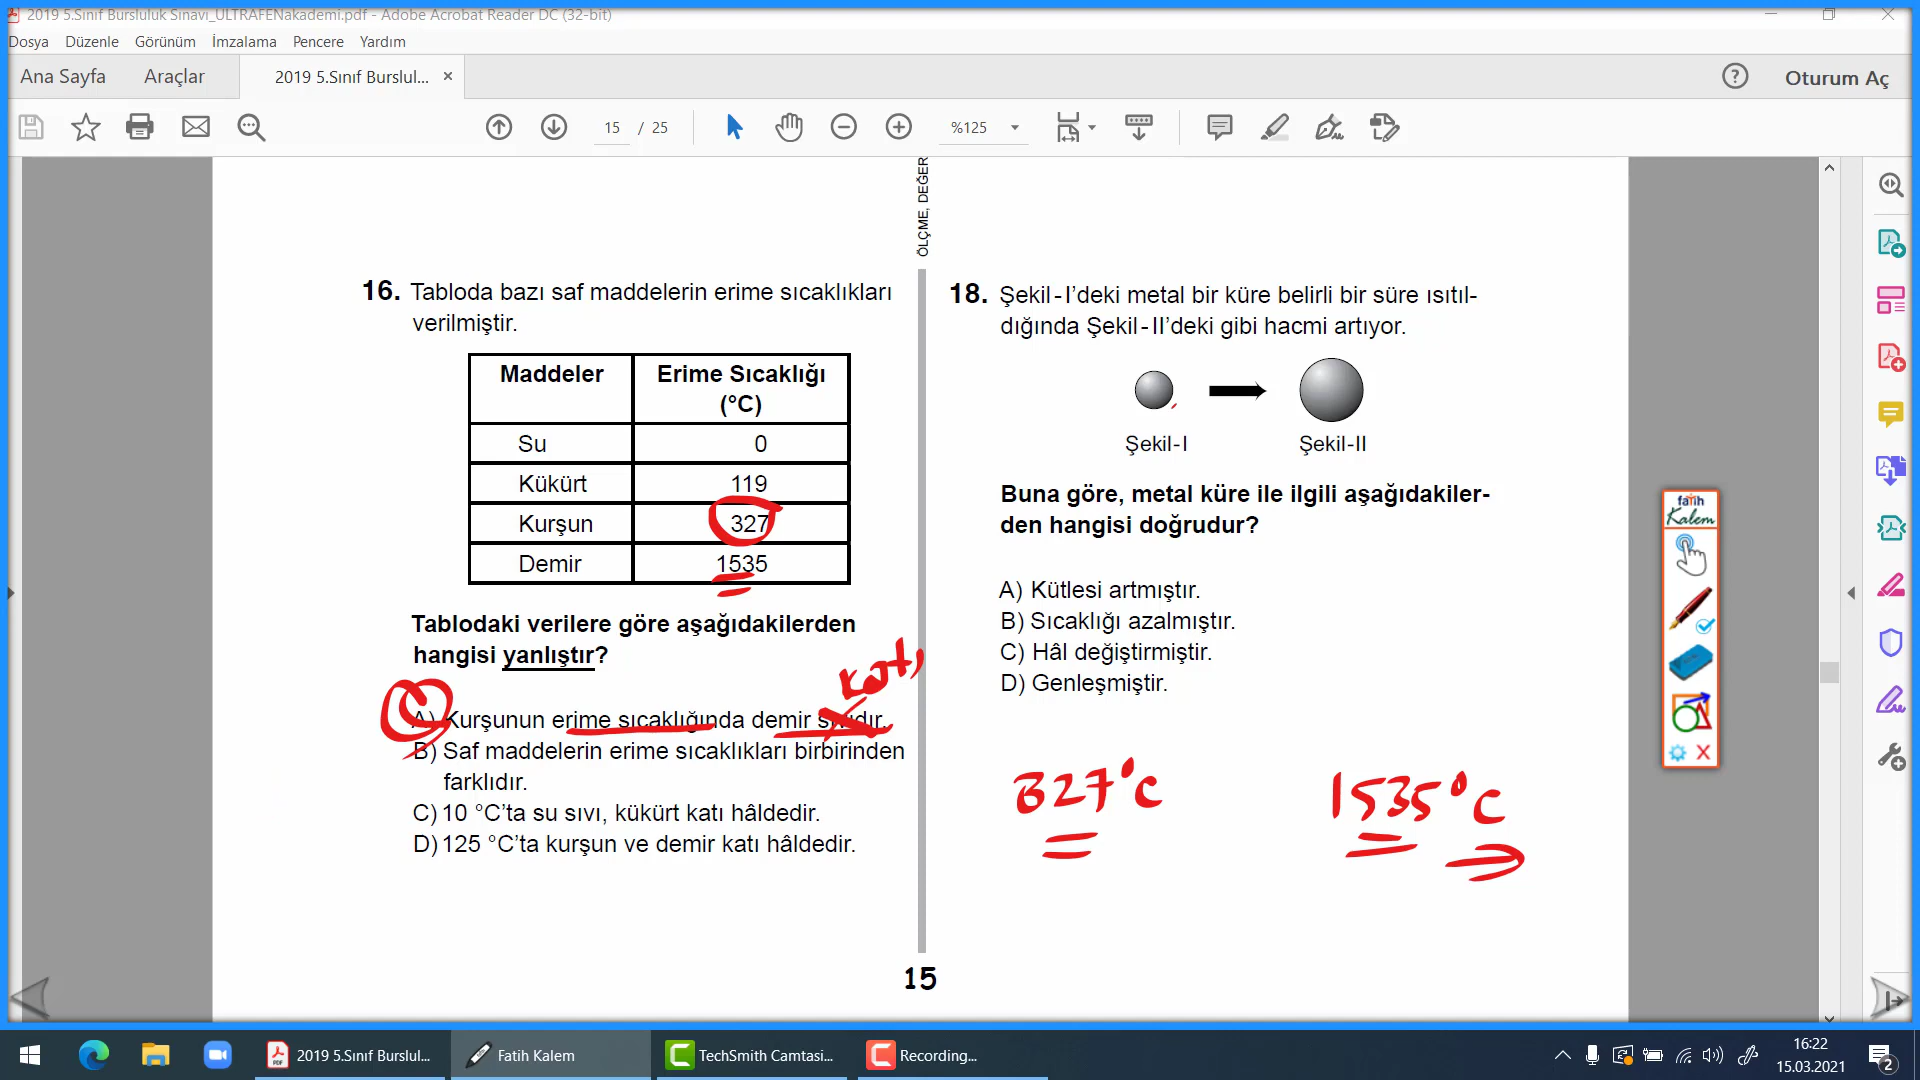 2019 5.Sınıf Bursluluk Sınavı_ULTRAFENakademi.pdf - Adobe Acrobat Reader DC (32-bit)
Dosya Düzenle Görünüm İmzalama Pencere Yardım
Ana Sayfa Araçlar 2019 5.Sınıf Burslul... × Oturum Aç
15 / 25 %125
ÖLÇME, DEĞER
16. Tabloda bazı saf maddelerin erime sıcaklıkları
verilmiştir.
Maddeler Erime Sıcaklığı
(°C)
Su 0
Kükürt 119
Kurşun 327
Demir 1535
Tablodaki verilere göre aşağıdakilerden
hangisi yanlıştır?
katı
A) Kurşunun erime sıcaklığında demir sıvıdır.
B) Saf maddelerin erime sıcaklıkları birbirinden
farklıdır.
C) 10 °C’ta su sıvı, kükürt katı hâldedir.
D) 125 °C’ta kurşun ve demir katı hâldedir.
18. Şekil-I’deki metal bir küre belirli bir süre ısıtıl-
dığında Şekil-II’deki gibi hacmi artıyor.
Şekil-I Şekil-II
Buna göre, metal küre ile ilgili aşağıdakiler-
den hangisi doğrudur?
A) Kütlesi artmıştır.
B) Sıcaklığı azalmıştır.
C) Hâl değiştirmiştir.
D) Genleşmiştir.
327°C 1535°C
15
fatih
Kalem
2019 5.Sınıf Burslul... Fatih Kalem TechSmith Camtasi... Recording...
16:22
15.03.2021
2